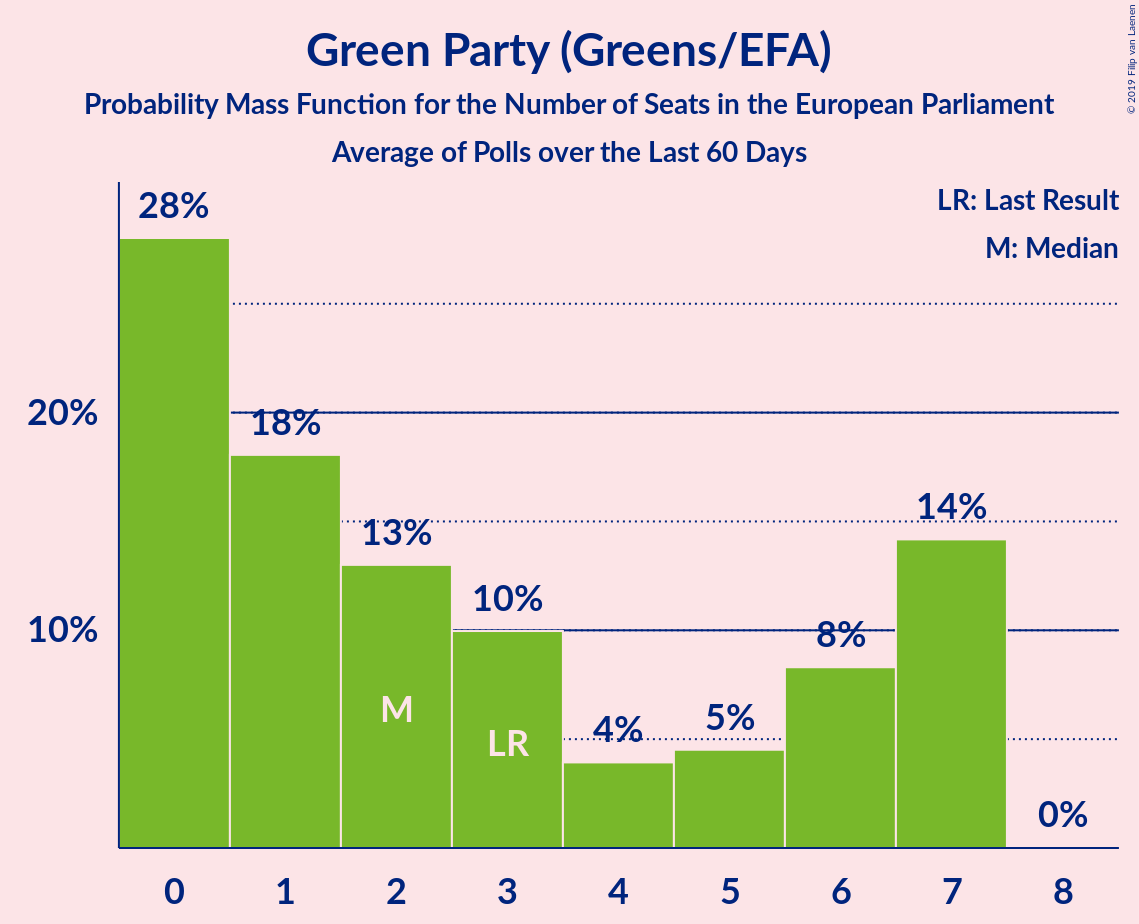 Green Party (Greens/EFA)
Probability Mass Function for the Number of Seats in the European Parliament
Average of Polls over the Last 60 Days
© 2019 Filip van Laenen
LR: Last Result
M: Median
28%
20%
18%
14%
13%
10%
10%
8%
M
LR
4%
5%
0%
0 1 2 3 4 5 6 7 8